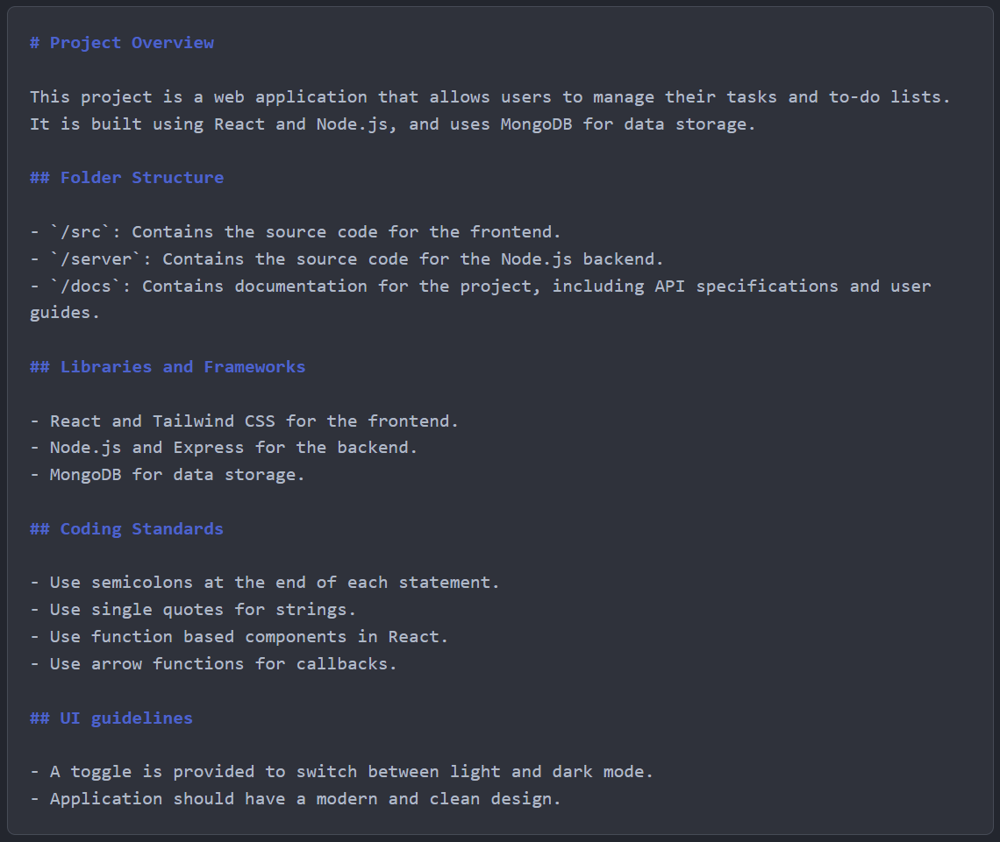 # Project Overview
This project is a web application that allows users to manage their tasks and to-do lists.
It is built using React and Node.js, and uses MongoDB for data storage.
## Folder Structure
- `/src`: Contains the source code for the frontend.
- `/server`: Contains the source code for the Node.js backend.
- `/docs`: Contains documentation for the project, including API specifications and user
guides.
## Libraries and Frameworks
- React and Tailwind CSS for the frontend.
- Node.js and Express for the backend.
- MongoDB for data storage.
## Coding Standards
- Use semicolons at the end of each statement.
- Use single quotes for strings.
- Use function based components in React.
- Use arrow functions for callbacks.
## UI guidelines
- A toggle is provided to switch between light and dark mode.
- Application should have a modern and clean design.